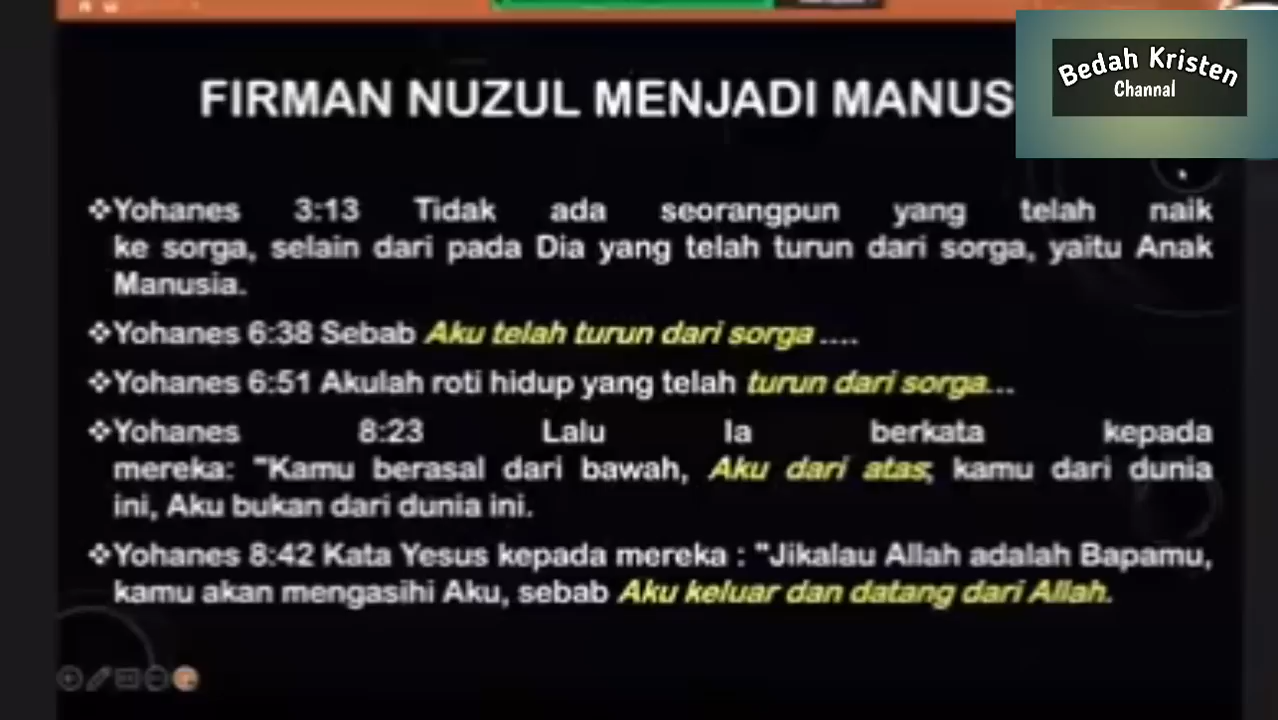 FIRMAN NUZUL MENJADI MANUS
Bedah Kristen
Channal
❖Yohanes 3:13 Tidak ada seorangpun yang telah naik
ke sorga, selain dari pada Dia yang telah turun dari sorga, yaitu Anak
Manusia.
❖Yohanes 6:38 Sebab Aku telah turun dari sorga ....
❖Yohanes 6:51 Akulah roti hidup yang telah turun dari sorga...
❖Yohanes 8:23 Lalu Ia berkata kepada
mereka: "Kamu berasal dari bawah, Aku dari atas; kamu dari dunia
ini, Aku bukan dari dunia ini.
❖Yohanes 8:42 Kata Yesus kepada mereka : "Jikalau Allah adalah Bapamu,
kamu akan mengasihi Aku, sebab Aku keluar dan datang dari Allah.